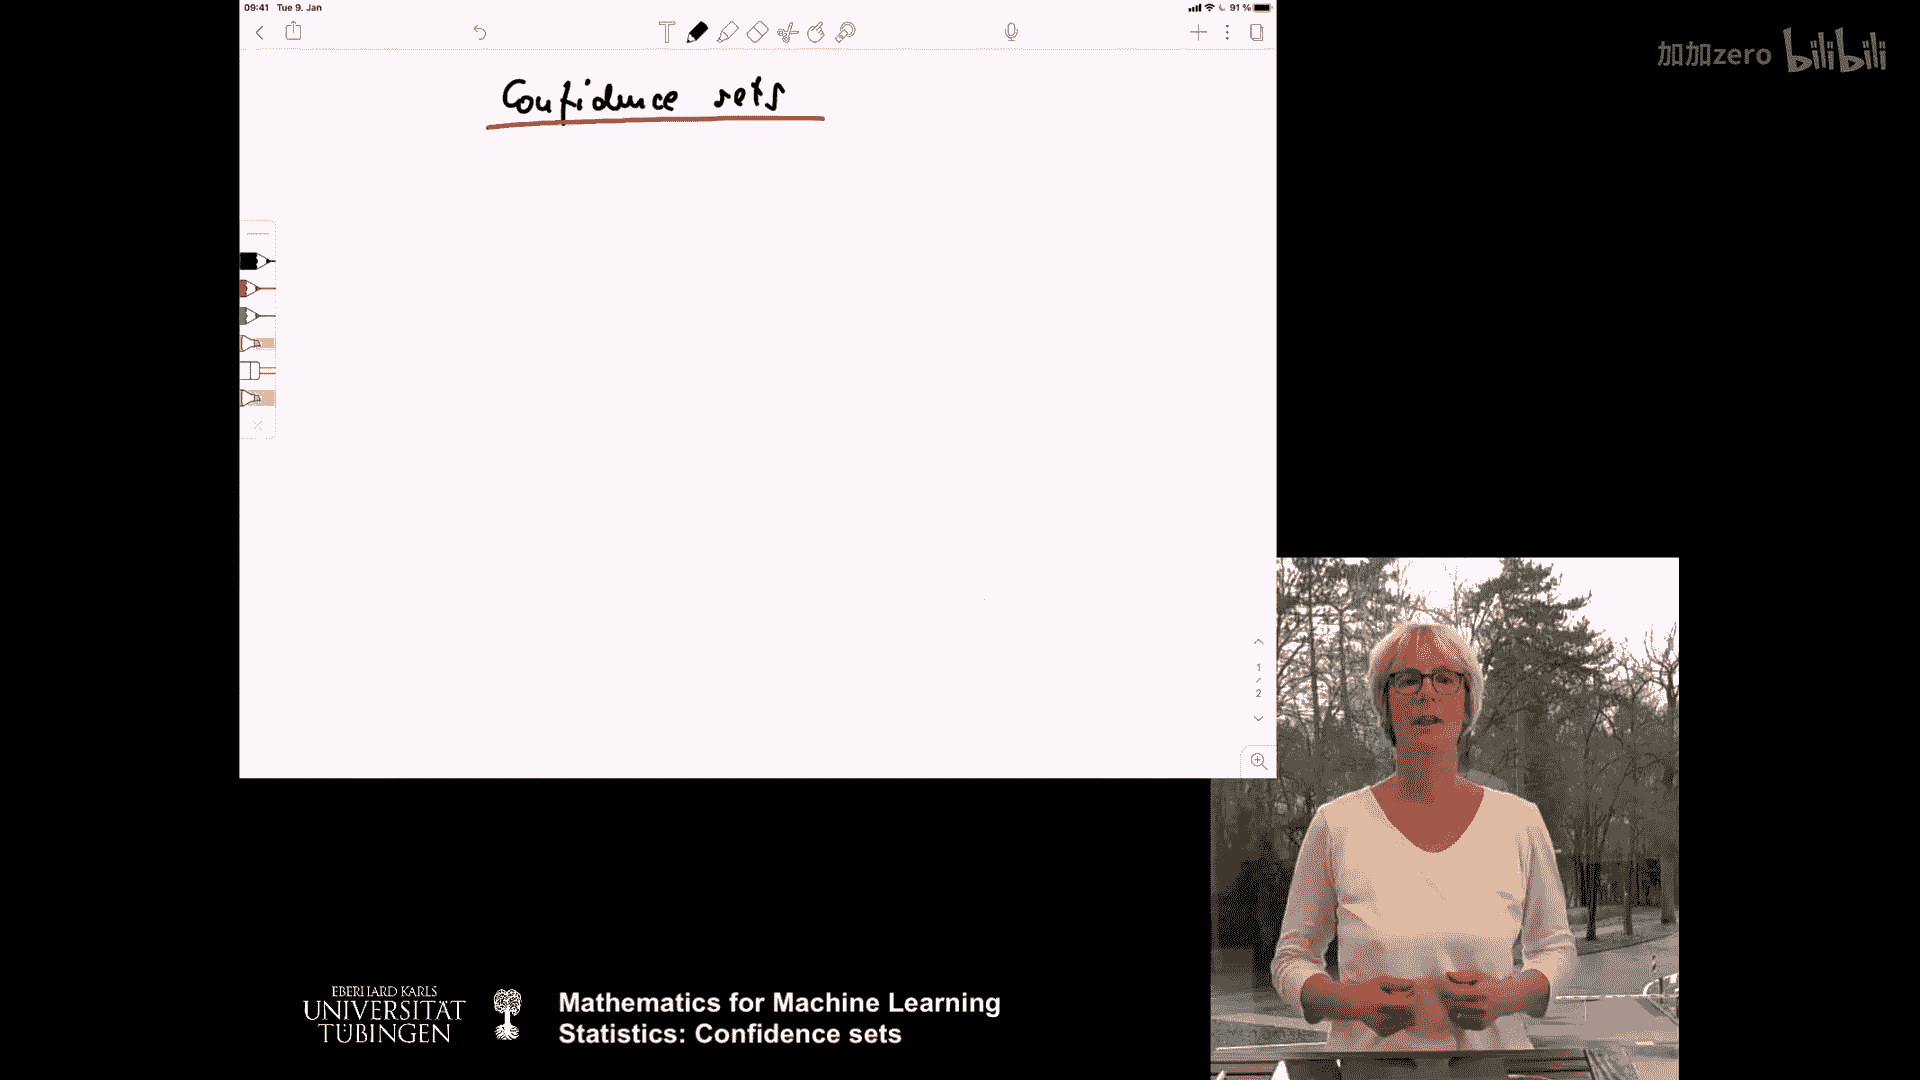 09:41 Tue 9. Jan
91 %
加加zero bilibili
T
Confidence sets
1
/
2
EBERHARD KARLS
UNIVERSITÄT
TÜBINGEN
Mathematics for Machine Learning
Statistics: Confidence sets